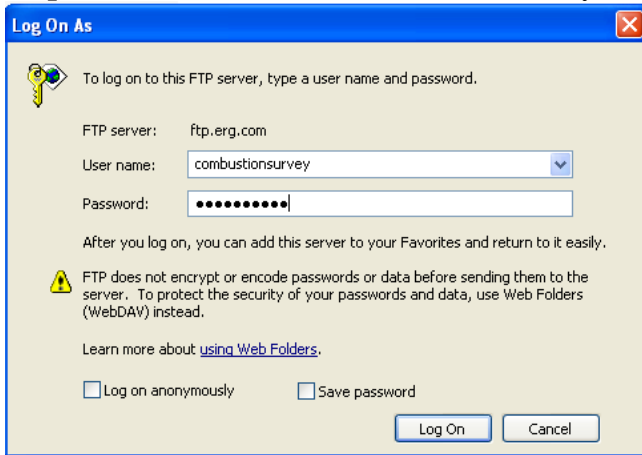 Log On As
To log on to this FTP server, type a user name and password.
FTP server: ftp.erg.com
User name: combustionsurvey
Password: ●●●●●●●●●●
After you log on, you can add this server to your Favorites and return to it easily.
FTP does not encrypt or encode passwords or data before sending them to the
server. To protect the security of your passwords and data, use Web Folders
(WebDAV) instead.
Learn more about using Web Folders.
Log on anonymously Save password
Log On Cancel